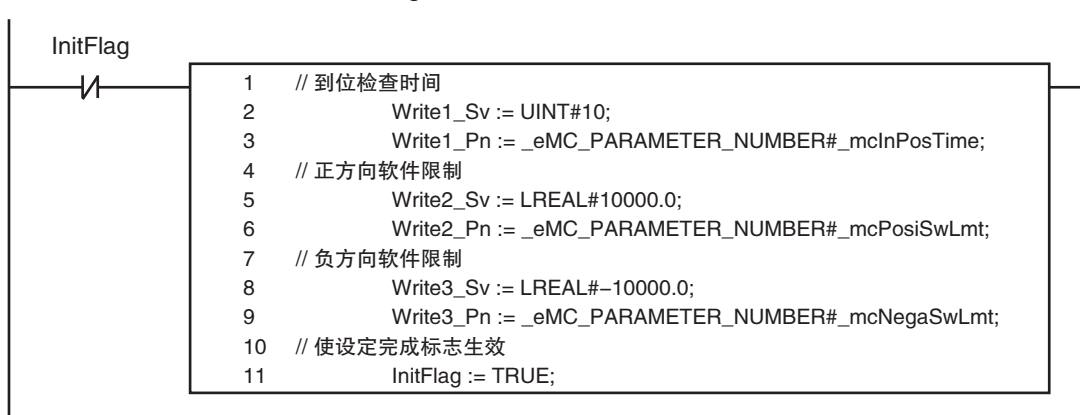 InitFlag
1 // 到位检查时间
2 Write1_Sv := UINT#10;
3 Write1_Pn := _eMC_PARAMETER_NUMBER#_mcInPosTime;
4 // 正方向软件限制
5 Write2_Sv := LREAL#10000.0;
6 Write2_Pn := _eMC_PARAMETER_NUMBER#_mcPosiSwLmt;
7 // 负方向软件限制
8 Write3_Sv := LREAL#−10000.0;
9 Write3_Pn := _eMC_PARAMETER_NUMBER#_mcNegaSwLmt;
10 // 使设定完成标志生效
11 InitFlag := TRUE;